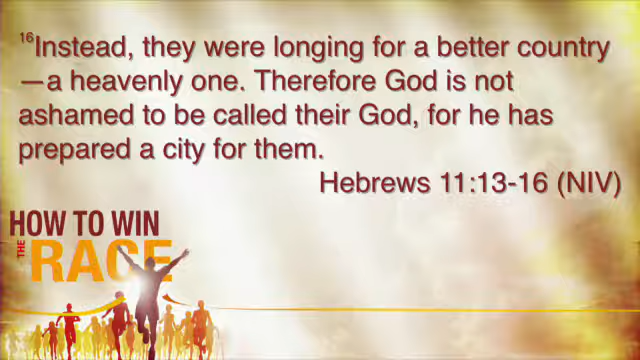 16Instead, they were longing for a better country
—a heavenly one. Therefore God is not
ashamed to be called their God, for he has
prepared a city for them.
Hebrews 11:13-16 (NIV)
HOW TO WIN
THE RACE